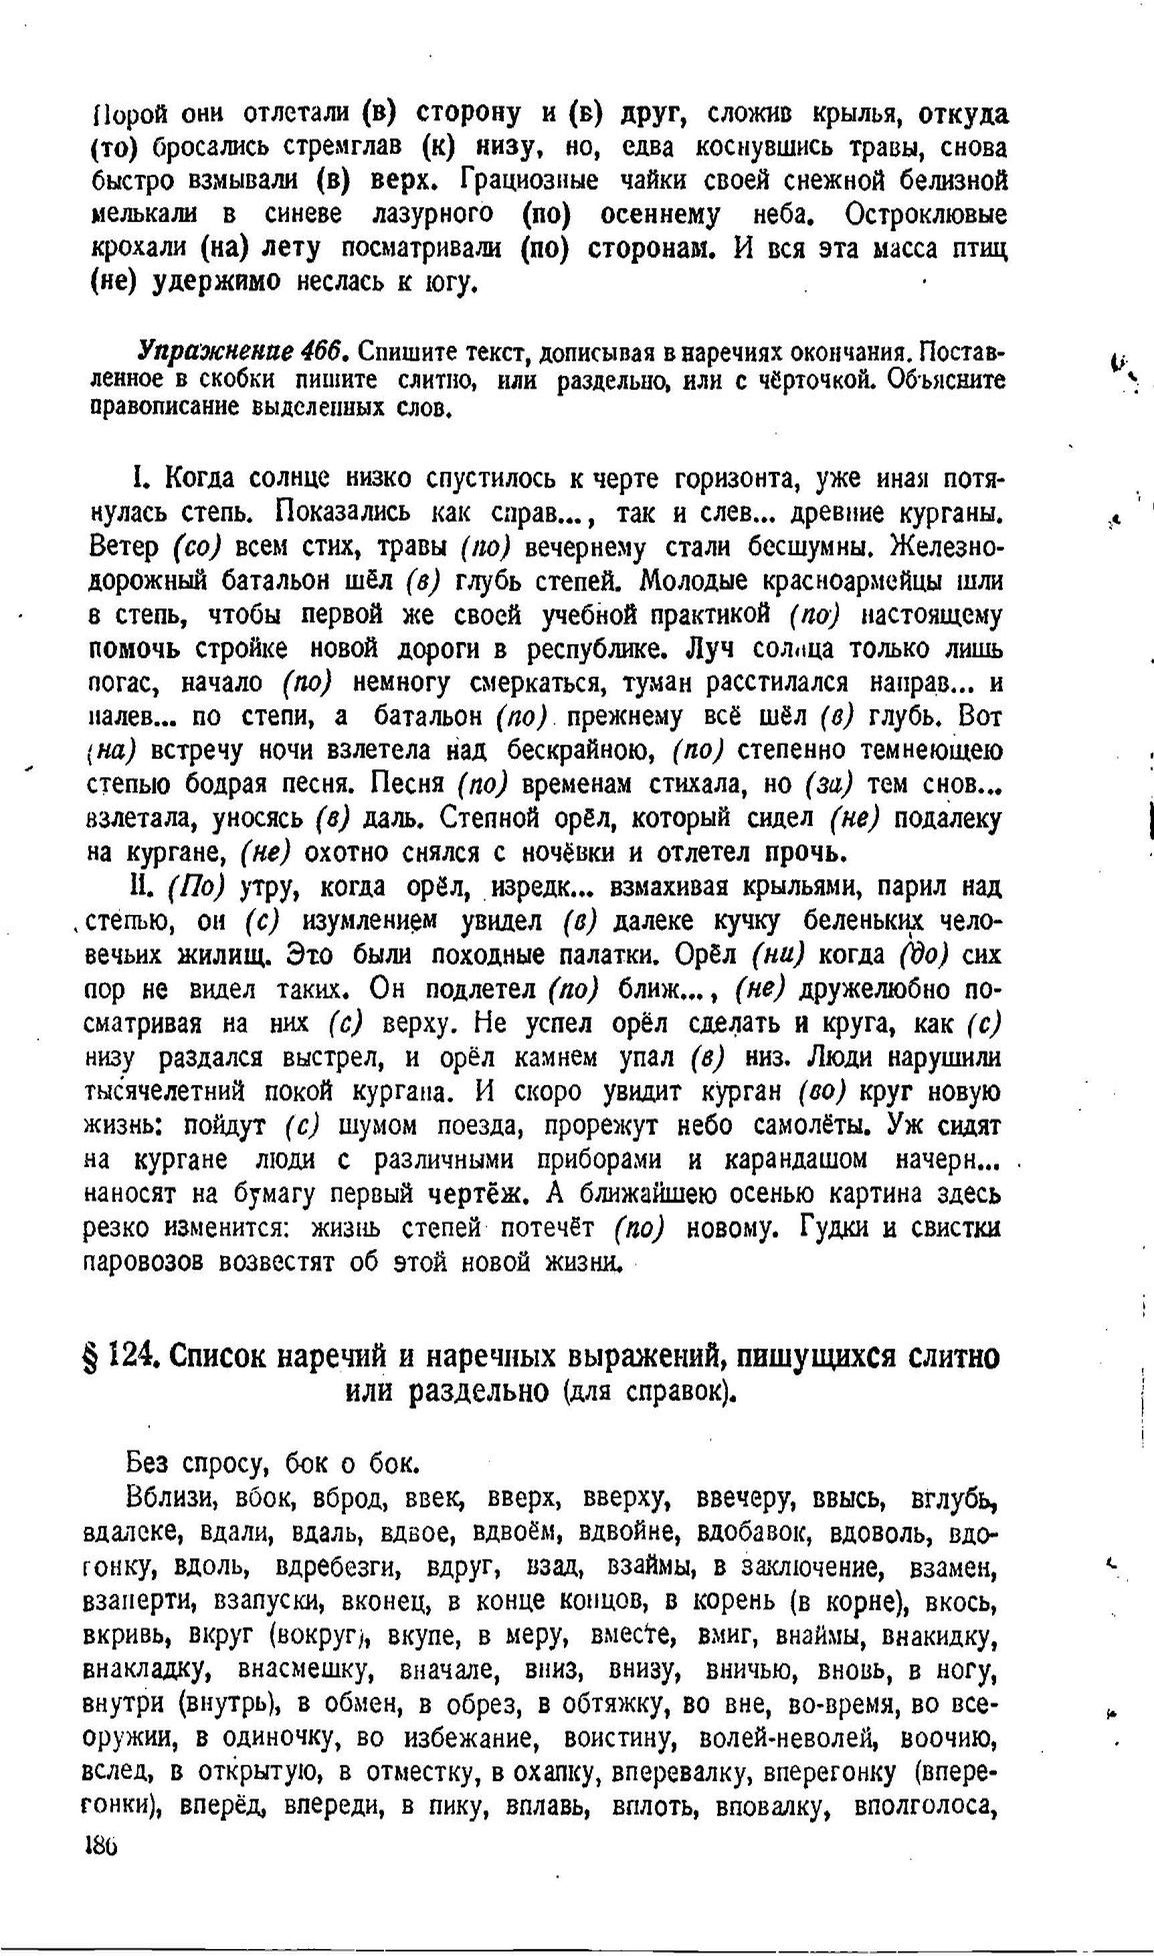 Порой они отлетали (в) сторону и (в) друг, сложив крылья, откуда
(то) бросались стремглав (к) низу, но, едва коснувшись травы, снова
быстро взмывали (в) верх. Грациозные чайки своей снежной белизной
мелькали в синеве лазурного (по) осеннему неба. Остроклювые
крохали (на) лету посматривали (по) сторонам. И вся эта масса птиц
(не) удержимо неслась к югу.
Упражнение 466. Спишите текст, дописывая в наречиях окончания. Постав-
ленное в скобки пишите слитно, или раздельно, или с чёрточкой. Объясните
правописание выделенных слов.
I. Когда солнце низко спустилось к черте горизонта, уже иная потя-
нулась степь. Показались как справ..., так и слев... древние курганы.
Ветер (со) всем стих, травы (по) вечернему стали бесшумны. Железно-
дорожный батальон шёл (в) глубь степей. Молодые красноармейцы шли
в степь, чтобы первой же своей учебной практикой (по) настоящему
помочь стройке новой дороги в республике. Луч солнца только лишь
погас, начало (по) немногу смеркаться, туман расстилался направ... и
налев... по степи, а батальон (по) прежнему всё шёл (в) глубь. Вот
(на) встречу ночи взлетела над бескрайною, (по) степенно темнеющею
степью бодрая песня. Песня (по) временам стихала, но (за) тем снов...
взлетала, уносясь (в) даль. Степной орёл, который сидел (не) подалеку
на кургане, (не) охотно снялся с ночёвки и отлетел прочь.
II. (По) утру, когда орёл, изредк... взмахивая крыльями, парил над
степью, он (с) изумлением увидел (в) далеке кучку беленьких чело-
вечьих жилищ. Это были походные палатки. Орёл (ни) когда (до) сих
пор не видел таких. Он подлетел (по) ближ..., (не) дружелюбно по-
сматривая на них (с) верху. Не успел орёл сделать и круга, как (с)
низу раздался выстрел, и орёл камнем упал (в) низ. Люди нарушили
тысячелетний покой кургана. И скоро увидит курган (во) круг новую
жизнь: пойдут (с) шумом поезда, прорежут небо самолёты. Уж сидят
на кургане люди с различными приборами и карандашом начерн...
наносят на бумагу первый чертёж. А ближайшею осенью картина здесь
резко изменится: жизнь степей потечёт (по) новому. Гудки и свистки
паровозов возвестят об этой новой жизни.
§ 124. Список наречий и наречных выражений, пишущихся слитно
или раздельно (для справок).
Без спросу, бок о бок.
Вблизи, вбок, вброд, ввек, вверх, вверху, ввечеру, ввысь, вглубь,
вдалеке, вдали, вдаль, вдвое, вдвоём, вдвойне, вдобавок, вдоволь, вдо-
гонку, вдоль, вдребезги, вдруг, взад, взаймы, в заключение, взамен,
взаперти, взапуски, вконец, в конце концов, в корень (в корне), вкось,
вкривь, вкруг (вокруг), вкупе, в меру, вместе, вмиг, внаймы, внакидку,
внакладку, внасмешку, вначале, вниз, внизу, вничью, вновь, в ногу,
внутри (внутрь), в обмен, в обрез, в обтяжку, во вне, во-время, во все-
оружии, в одиночку, во избежание, воистину, волей-неволей, воочию,
вслед, в открытую, в отместку, в охапку, вперевалку, вперегонку (впере-
гонки), вперёд, впереди, в пику, вплавь, вплоть, вповалку, вполголоса,
186